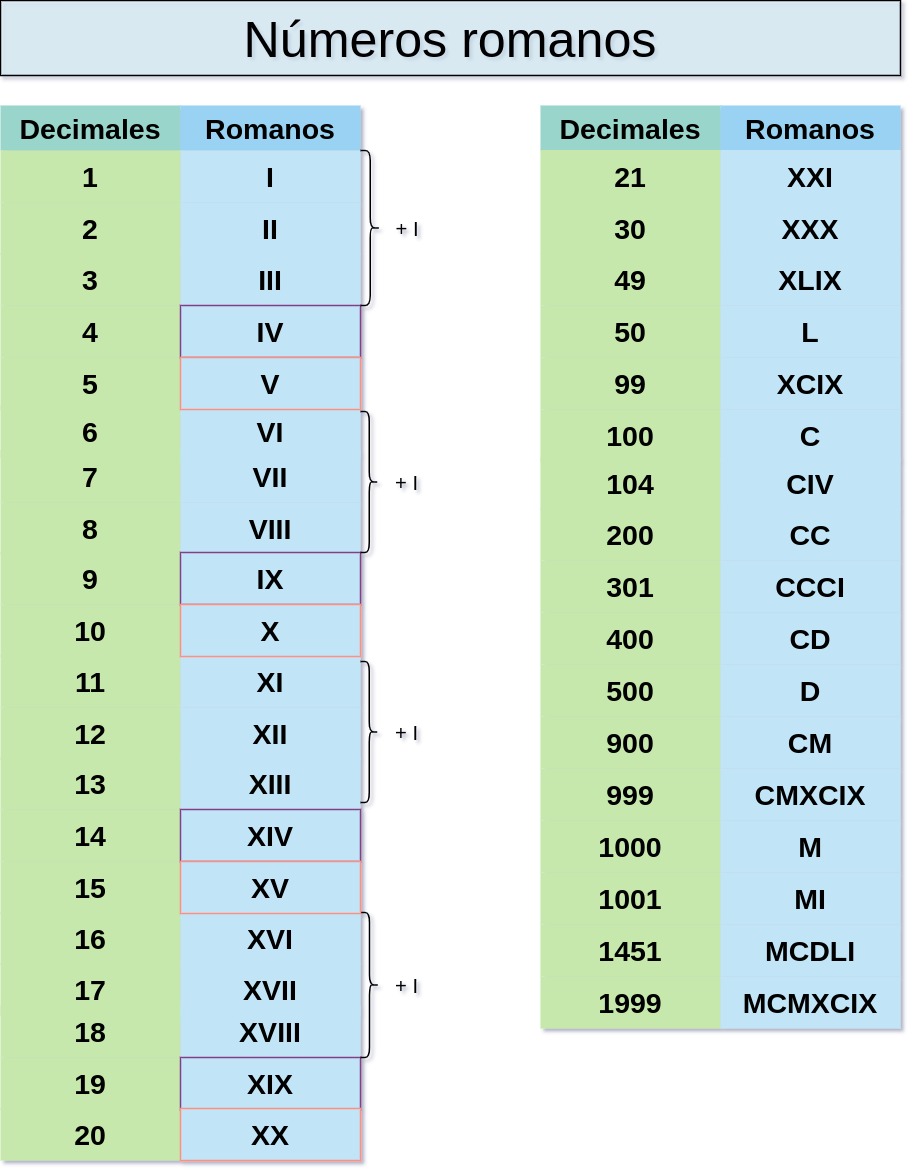 Números romanos
Decimales Romanos
1 I
2 II
3 III
+ I
4 IV
5 V
6 VI
7 VII
8 VIII
+ I
9 IX
10 X
11 XI
12 XII
13 XIII
+ I
14 XIV
15 XV
16 XVI
17 XVII
18 XVIII
+ I
19 XIX
20 XX
Decimales Romanos
21 XXI
30 XXX
49 XLIX
50 L
99 XCIX
100 C
104 CIV
200 CC
301 CCCI
400 CD
500 D
900 CM
999 CMXCIX
1000 M
1001 MI
1451 MCDLI
1999 MCMXCIX